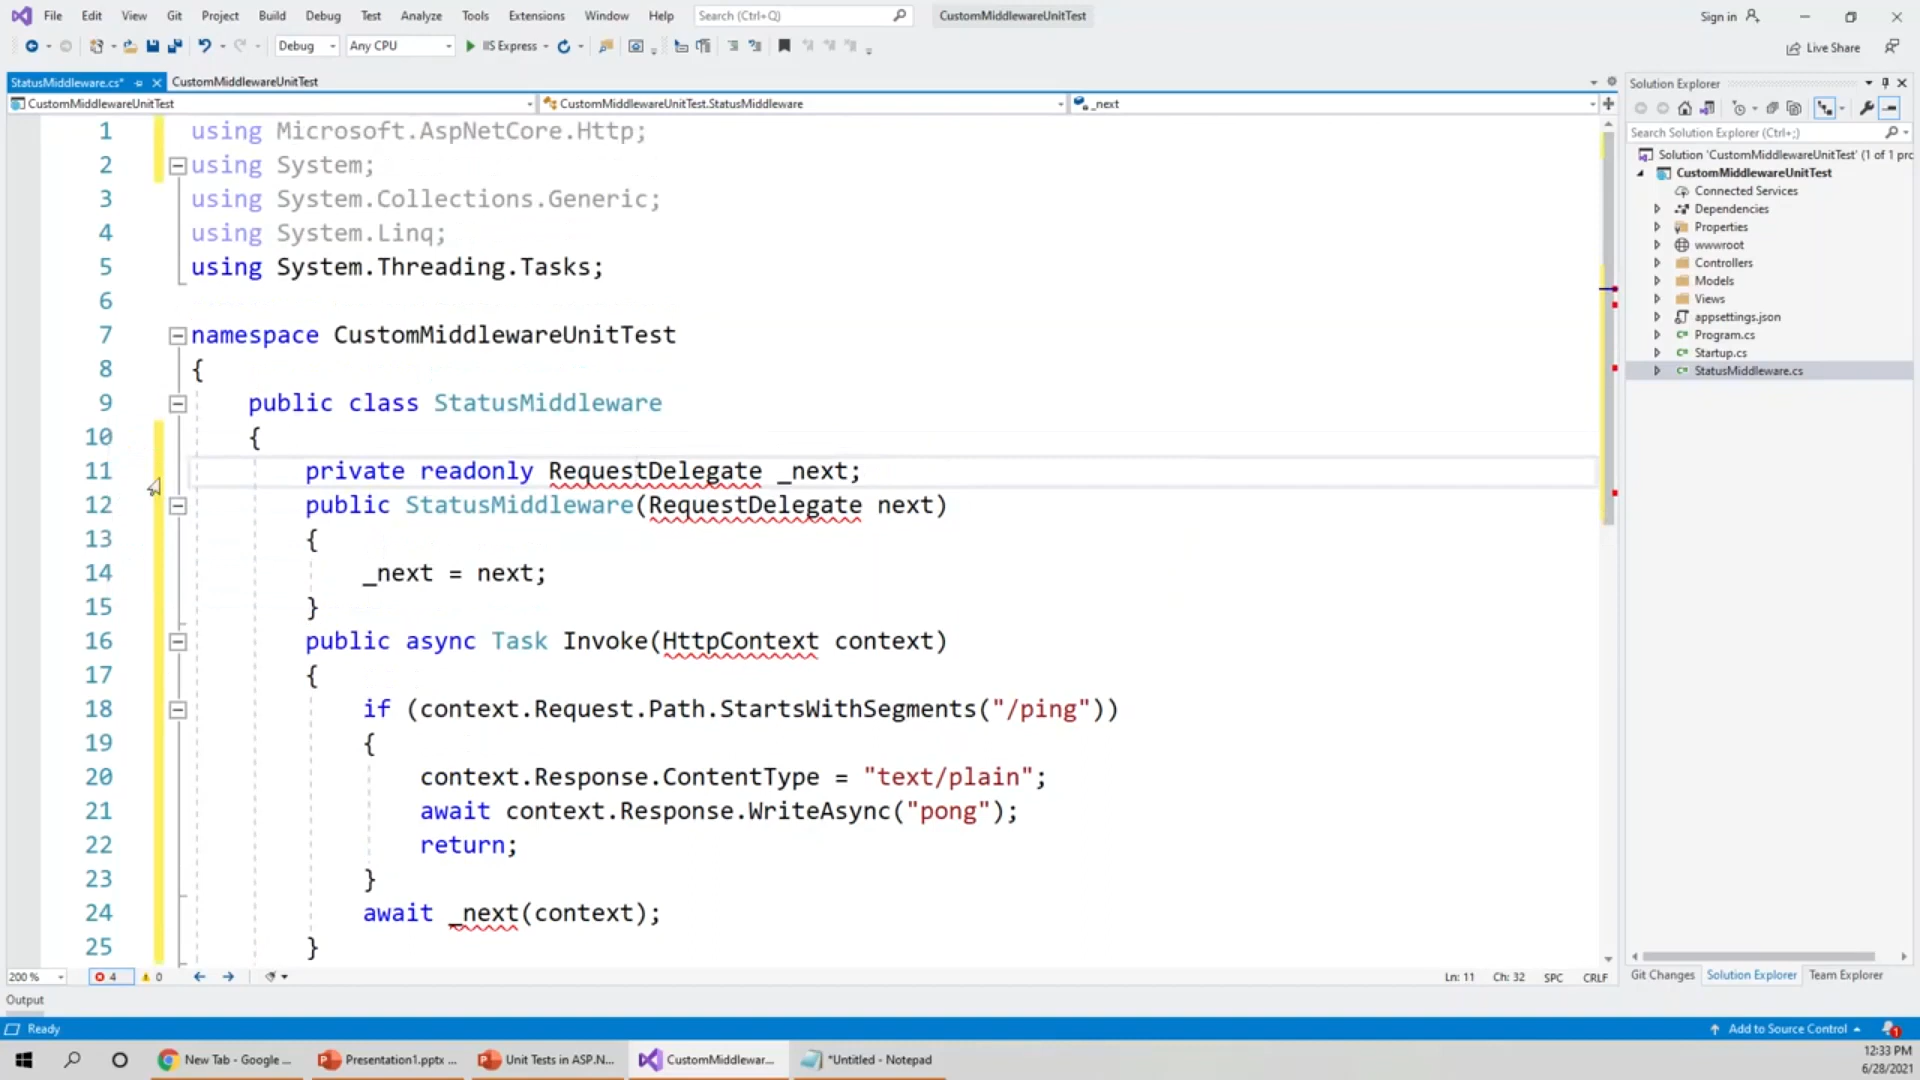 File Edit View Git Project Build Debug Test Analyze Tools Extensions Window Help Search (Ctrl+Q) CustomMiddlewareUnitTest Sign in
Debug Any CPU IIS Express Live Share
StatusMiddleware.cs* CustomMiddlewareUnitTest
CustomMiddlewareUnitTest CustomMiddlewareUnitTest.StatusMiddleware _next
1 using Microsoft.AspNetCore.Http;
2 using System;
3 using System.Collections.Generic;
4 using System.Linq;
5 using System.Threading.Tasks;
6
7 namespace CustomMiddlewareUnitTest
8 {
9 public class StatusMiddleware
10 {
11 private readonly RequestDelegate _next;
12 public StatusMiddleware(RequestDelegate next)
13 {
14 _next = next;
15 }
16 public async Task Invoke(HttpContext context)
17 {
18 if (context.Request.Path.StartsWithSegments("/ping"))
19 {
20 context.Response.ContentType = "text/plain";
21 await context.Response.WriteAsync("pong");
22 return;
23 }
24 await _next(context);
25 }
200 % 4 0 Ln: 11 Ch: 32 SPC CRLF
Solution Explorer
Search Solution Explorer (Ctrl+;)
Solution 'CustomMiddlewareUnitTest' (1 of 1 pro
CustomMiddlewareUnitTest
Connected Services
Dependencies
Properties
wwwroot
Controllers
Models
Views
appsettings.json
Program.cs
Startup.cs
StatusMiddleware.cs
Git Changes Solution Explorer Team Explorer
Output
Ready Add to Source Control 1
New Tab - Google ... Presentation1.pptx ... Unit Tests in ASP.N... CustomMiddlewar... *Untitled - Notepad
12:33 PM
6/28/2021